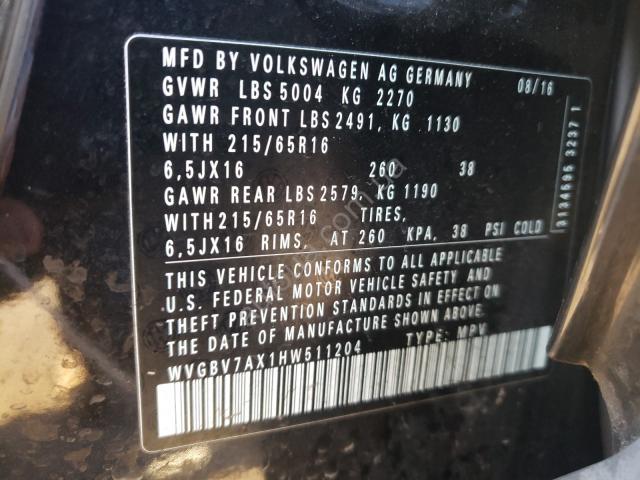 MFD BY VOLKSWAGEN AG GERMANY
08/16
GVWR LBS 5004 KG 2270
GAWR FRONT LBS 2491, KG 1130
WITH 215/65R16
6,5JX16 260 38
GAWR REAR LBS 2579, KG 1190
WITH 215/65R16 TIRES,
6,5JX16 RIMS, AT 260 KPA, 38 PSI COLD
THIS VEHICLE CONFORMS TO ALL APPLICABLE
U.S. FEDERAL MOTOR VEHICLE SAFETY AND
THEFT PREVENTION STANDARDS IN EFFECT ON
THE DATE OF MANUFACTURE SHOWN ABOVE.
WVGBV7AX1HW511204 TYPE: MPV